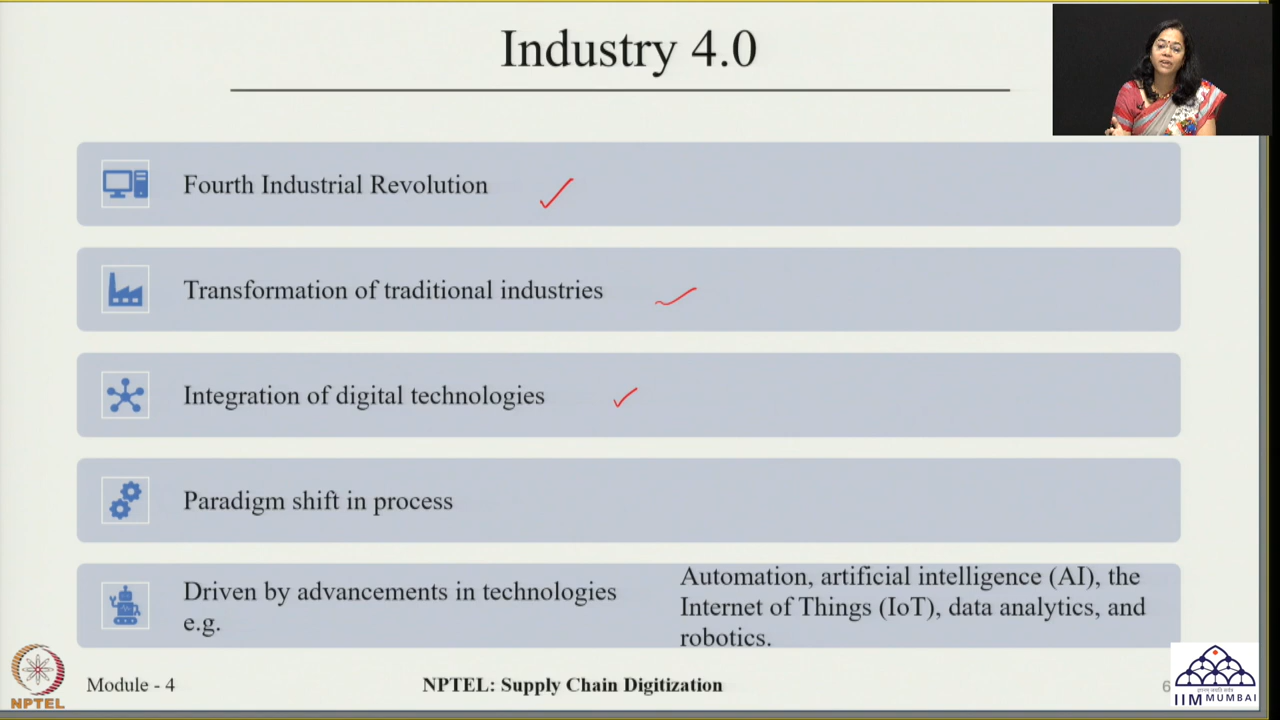 Industry 4.0
Fourth Industrial Revolution
Transformation of traditional industries
Integration of digital technologies
Paradigm shift in process
Driven by advancements in technologies
e.g.
Automation, artificial intelligence (AI), the
Internet of Things (IoT), data analytics, and
robotics.
NPTEL
Module - 4
NPTEL: Supply Chain Digitization
6
IIM MUMBAI